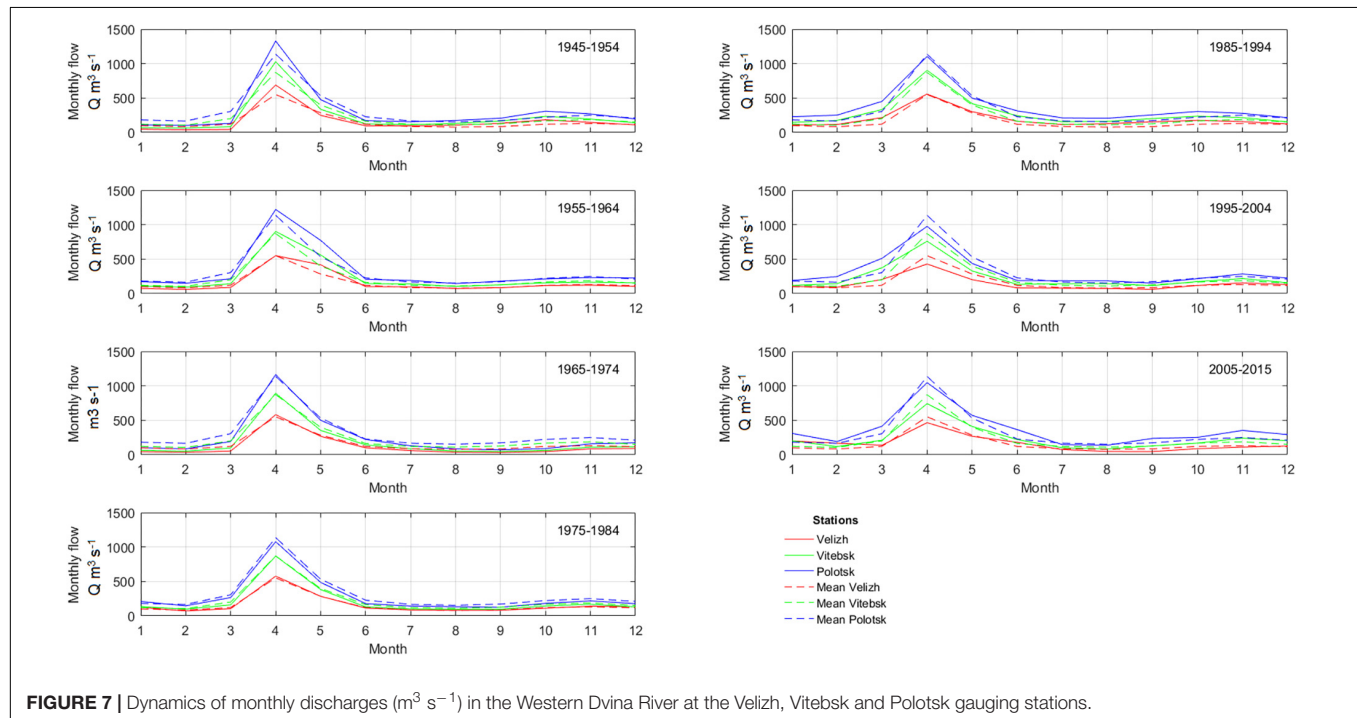 1500
1000
500
0
Monthly flow
Q m³ s⁻¹
1945-1954
1 2 3 4 5 6 7 8 9 10 11 12
Month
1500
1000
500
0
Monthly flow
Q m³ s⁻¹
1955-1964
1 2 3 4 5 6 7 8 9 10 11 12
Month
1500
1000
500
0
Monthly flow
m3 s-1
1965-1974
1 2 3 4 5 6 7 8 9 10 11 12
Month
1500
1000
500
0
Monthly flow
Q m³ s⁻¹
1975-1984
1 2 3 4 5 6 7 8 9 10 11 12
Month
1500
1000
500
0
Monthly flow
Q m³ s⁻¹
1985-1994
1 2 3 4 5 6 7 8 9 10 11 12
Month
1500
1000
500
0
Monthly flow
Q m³ s⁻¹
1995-2004
1 2 3 4 5 6 7 8 9 10 11 12
Month
1500
1000
500
0
Monthly flow
Q m³ s⁻¹
2005-2015
1 2 3 4 5 6 7 8 9 10 11 12
Month
Stations
Velizh
Vitebsk
Polotsk
Mean Velizh
Mean Vitebsk
Mean Polotsk
FIGURE 7 | Dynamics of monthly discharges (m³ s⁻¹) in the Western Dvina River at the Velizh, Vitebsk and Polotsk gauging stations.